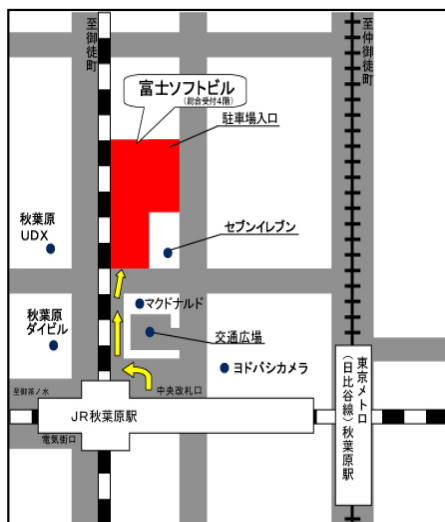 至御徒町
至仲御徒町
富士ソフトビル
(総合受付4階)
駐車場入口
秋葉原
UDX
セブンイレブン
マクドナルド
秋葉原
ダイビル
交通広場
ヨドバシカメラ
至御茶ノ水
中央改札口
JR秋葉原駅
電気街口
東京メトロ
(日比谷線)秋葉原駅